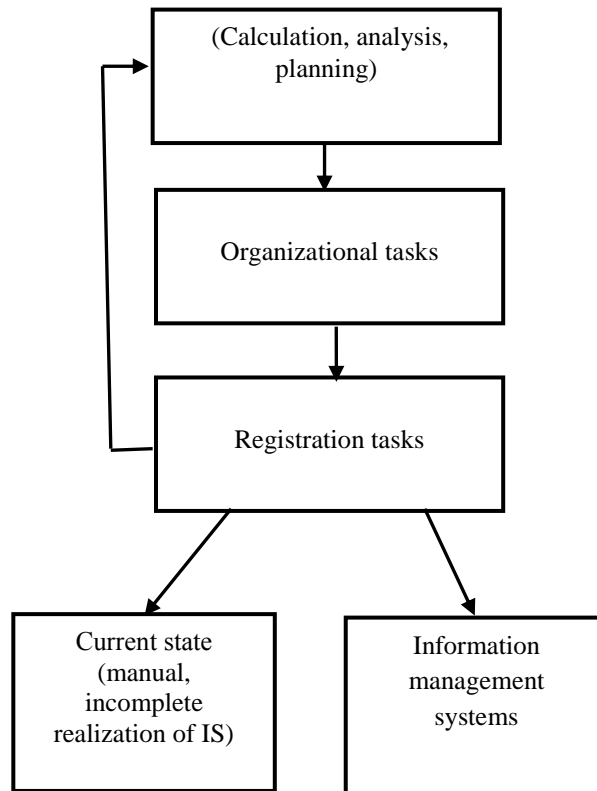 (Calculation, analysis,
planning)
Organizational tasks
Registration tasks
Current state
(manual,
incomplete
realization of IS)
Information
management
systems